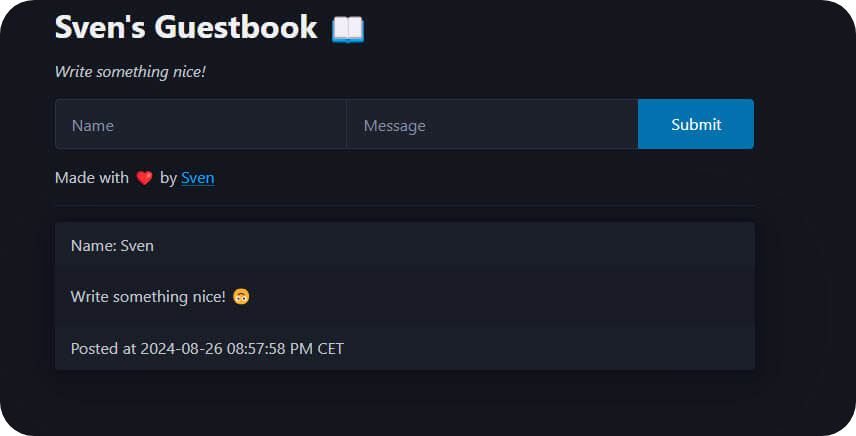 Sven's Guestbook 📖
Write something nice!
Name
Message
Submit
Made with ❤️ by Sven
Name: Sven
Write something nice! 🙃
Posted at 2024-08-26 08:57:58 PM CET